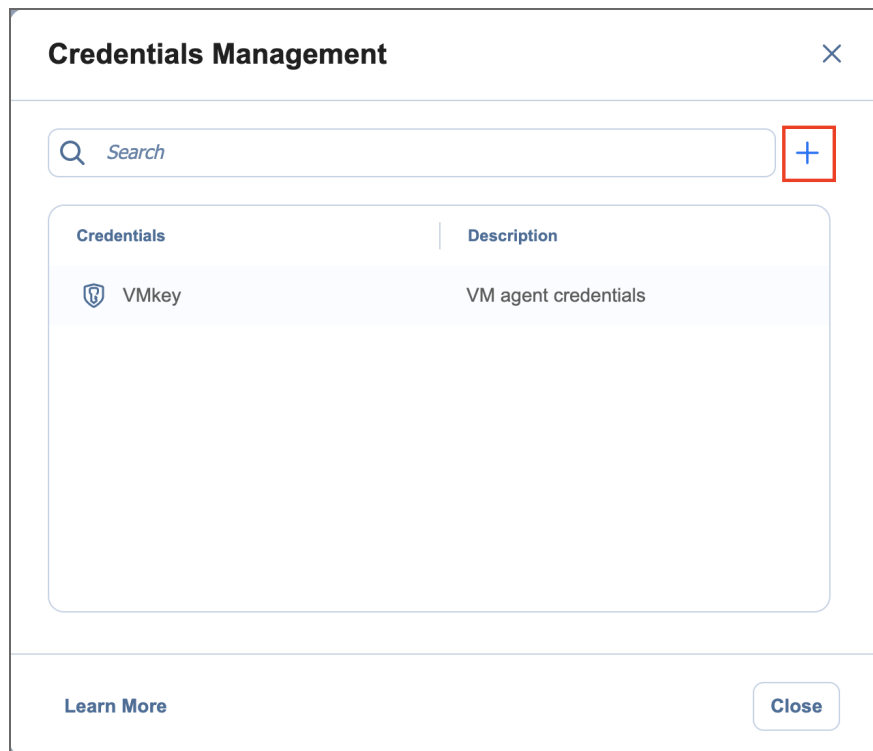 Credentials Management
Search
Credentials Description
VMkey VM agent credentials
Learn More Close